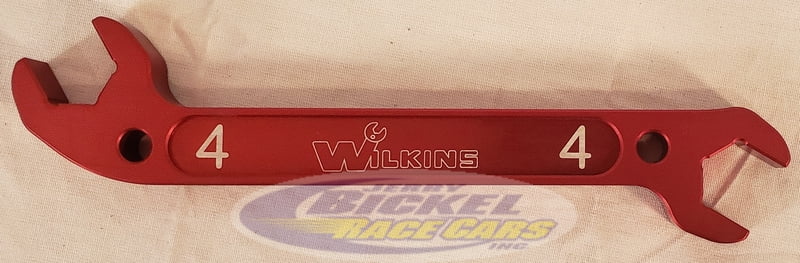 4 WILKINS 4
JERRY
BICKEL
RACE CARS
INC